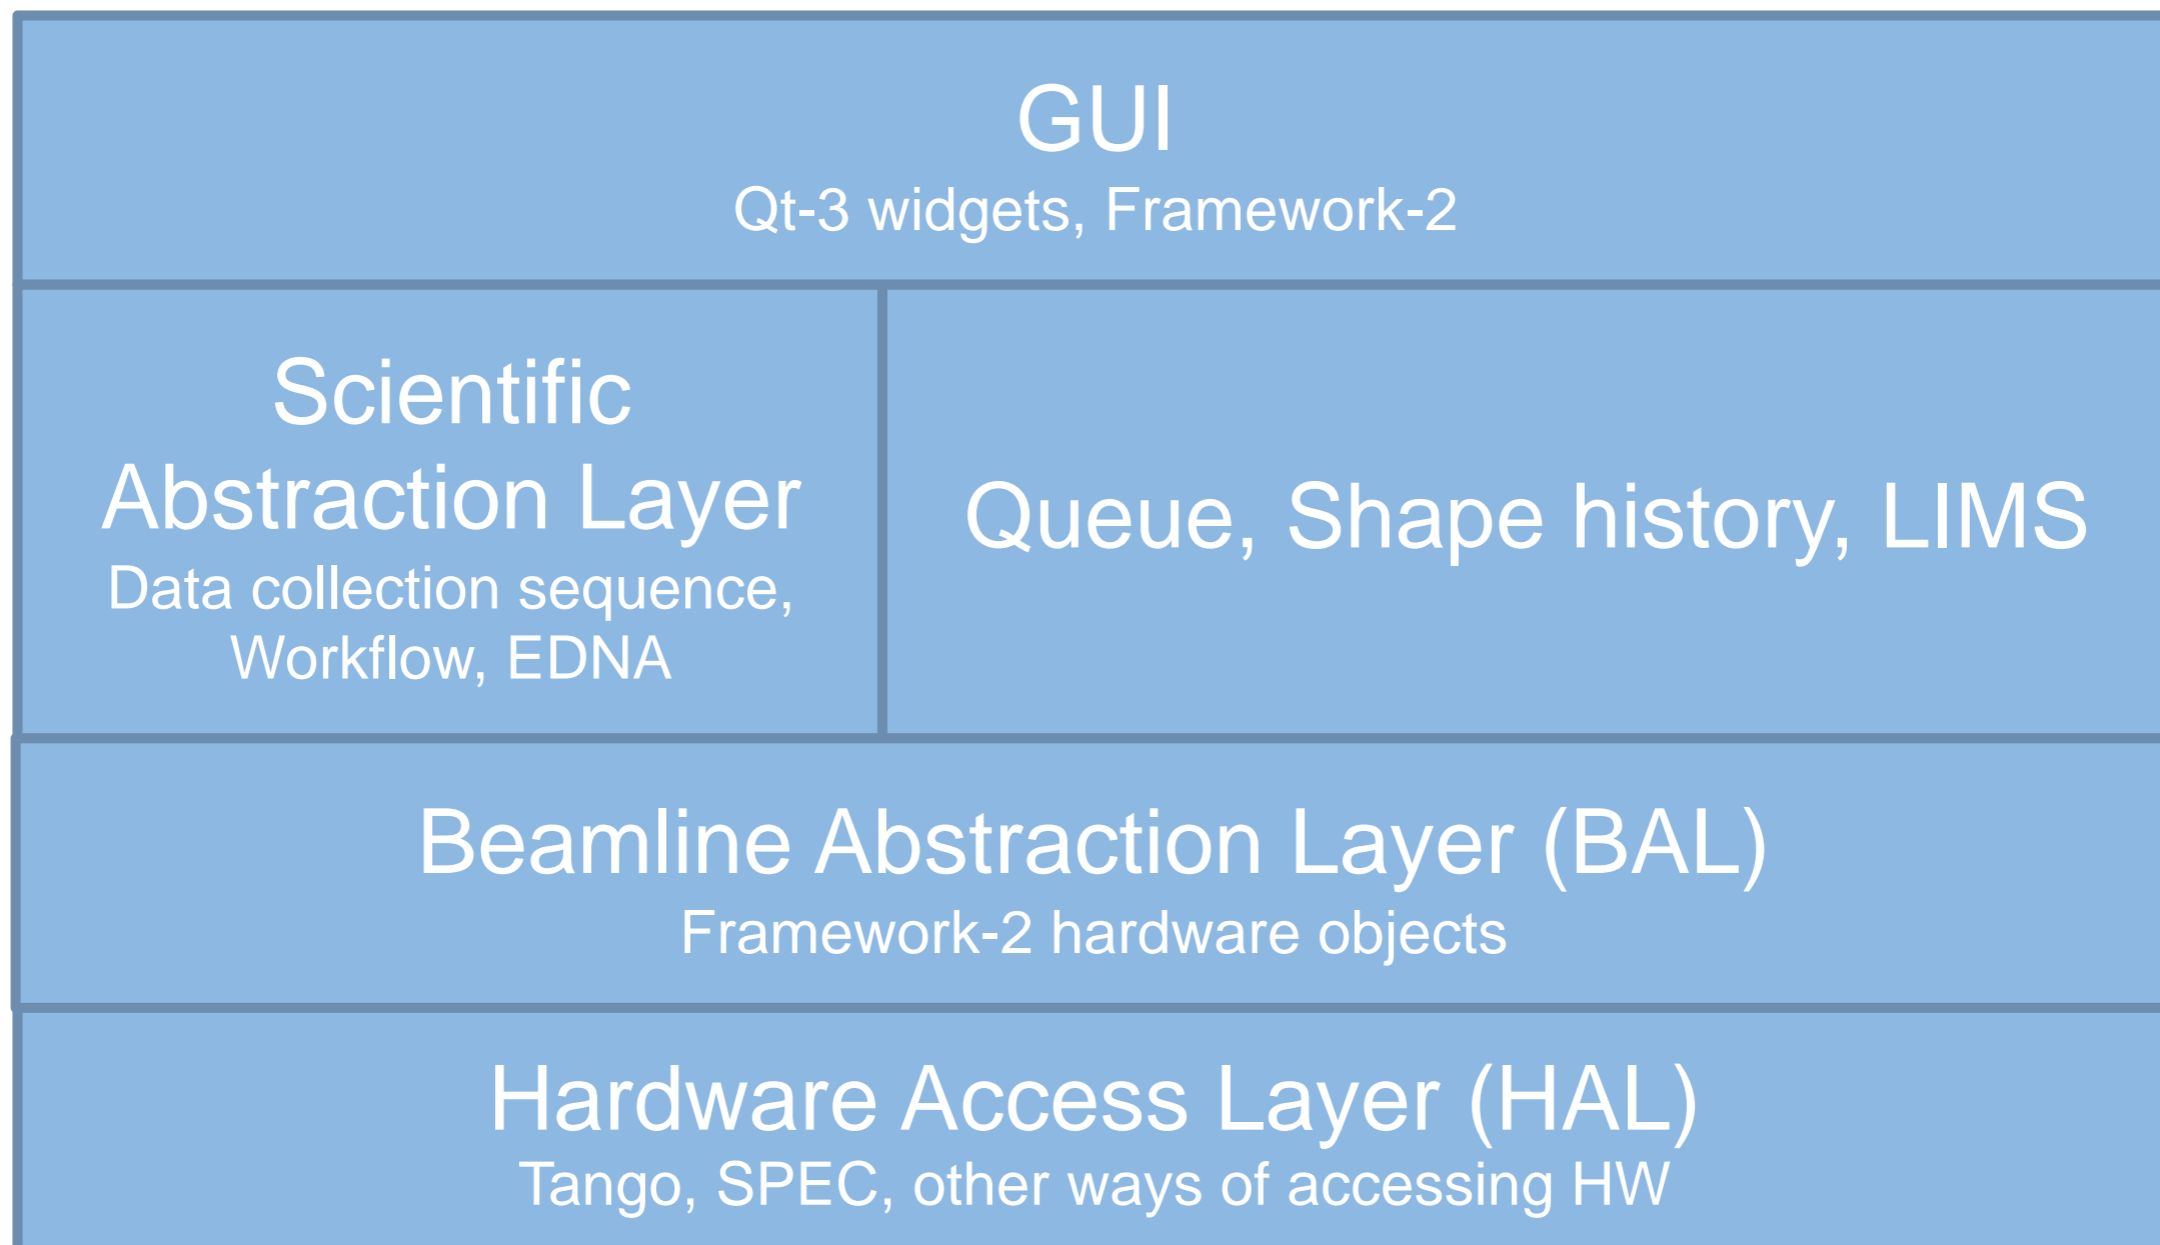 GUI
Qt-3 widgets, Framework-2
Scientific
Abstraction Layer
Data collection sequence,
Workflow, EDNA
Queue, Shape history, LIMS
Beamline Abstraction Layer (BAL)
Framework-2 hardware objects
Hardware Access Layer (HAL)
Tango, SPEC, other ways of accessing HW